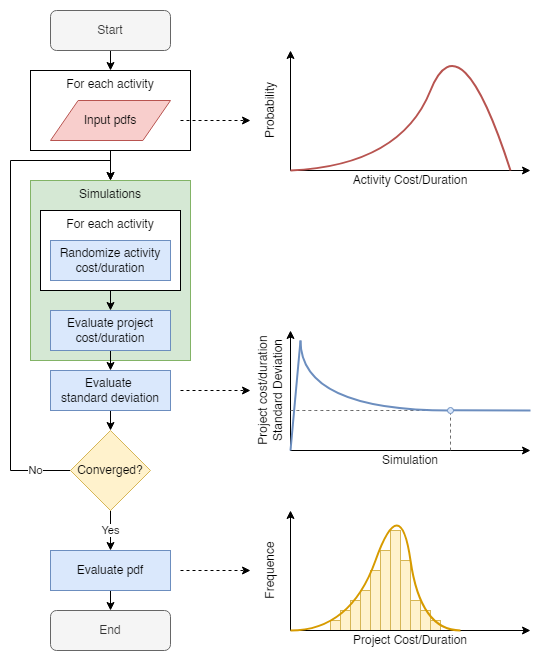 Start
For each activity
Input pdfs
Probability
Activity Cost/Duration
Simulations
For each activity
Randomize activity
cost/duration
Evaluate project
cost/duration
Evaluate
standard deviation
Project cost/duration
Standard Deviation
Simulation
Converged?
No
Yes
Evaluate pdf
Frequence
Project Cost/Duration
End